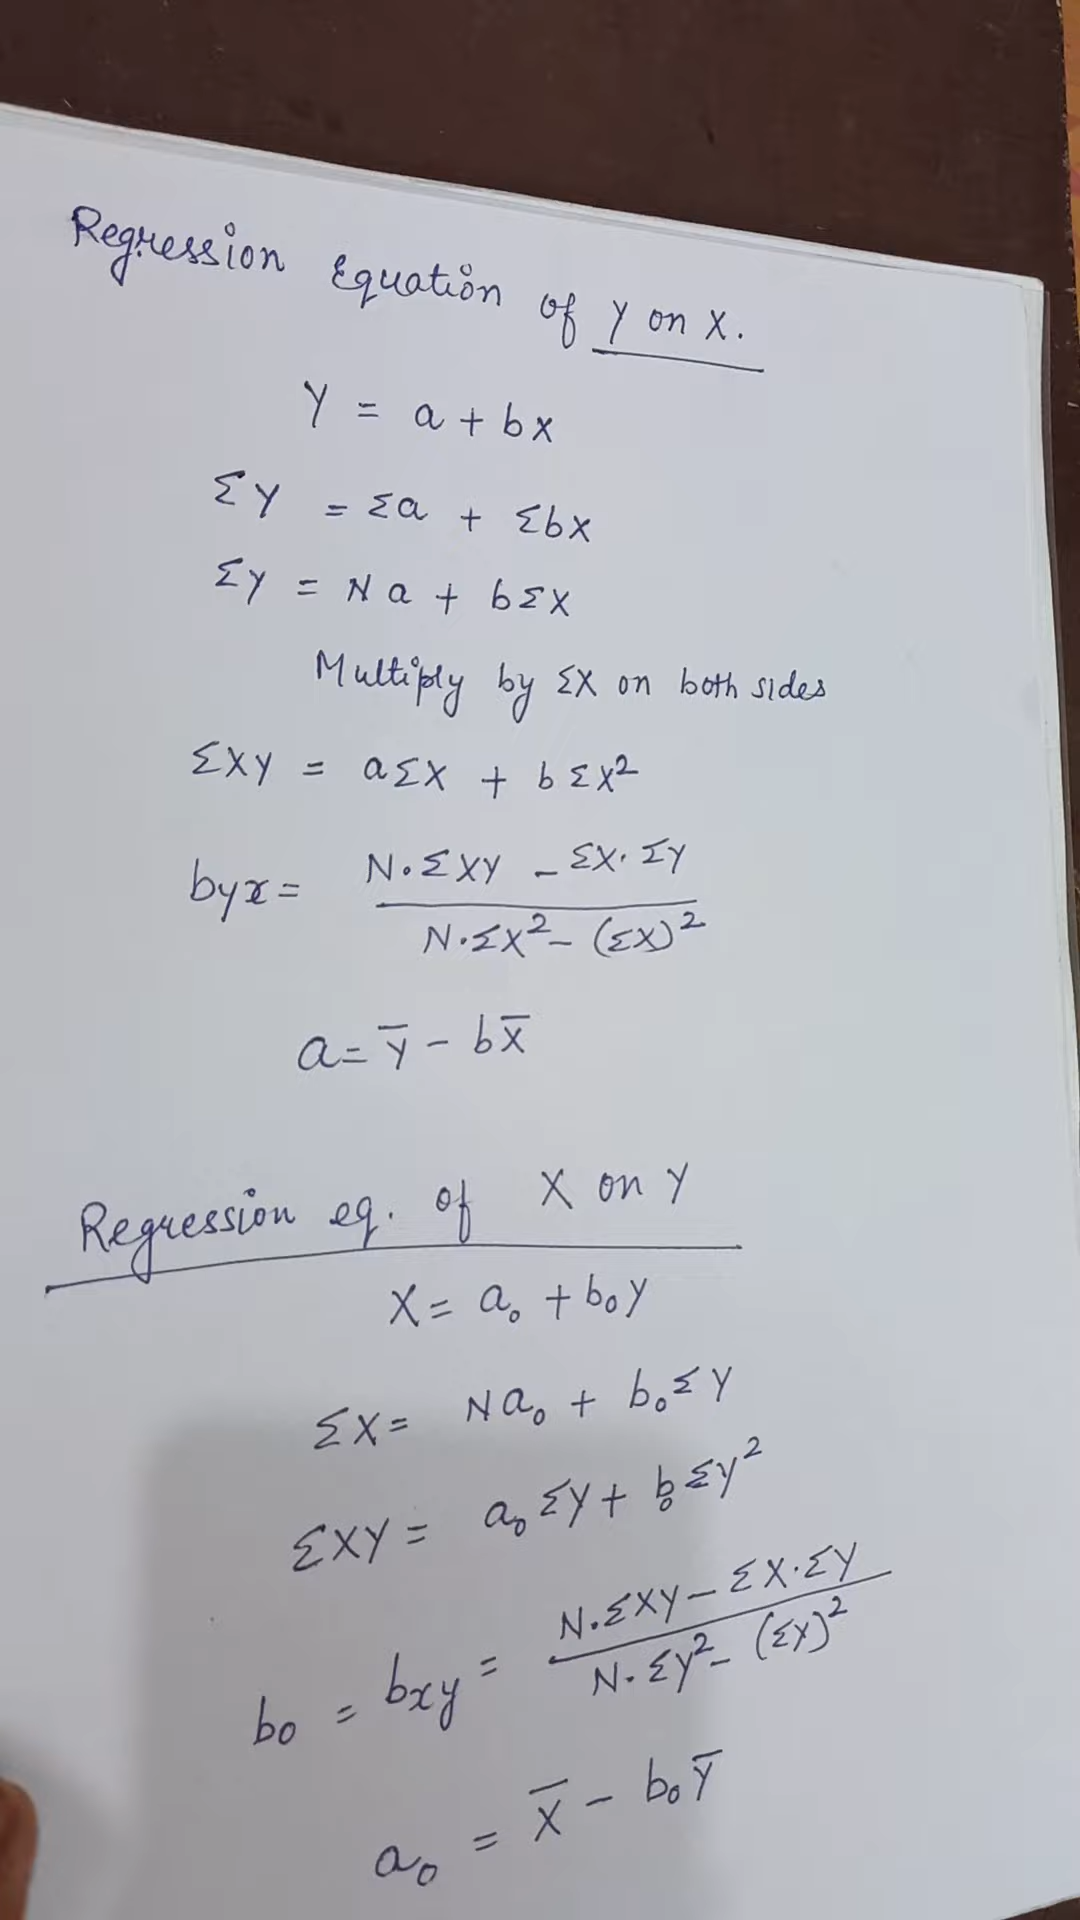 Regression Equation of Y on X.
Y = a + bX
ΣY = Σa + ΣbX
ΣY = Na + bΣX
Multiply by ΣX on both sides
ΣXY = aΣX + bΣX²
byx = N.ΣXY - ΣX.ΣY
N.ΣX² - (ΣX)²
a = Y̅ - bX̅
Regression eq. of X on Y
X = a₀ + b₀Y
ΣX = Na₀ + b₀ΣY
ΣXY = a₀ΣY + b₀ΣY²
b₀ = bxy = N.ΣXY - ΣX.ΣY
N.ΣY² - (ΣY)²
a₀ = X̅ - b₀Y̅